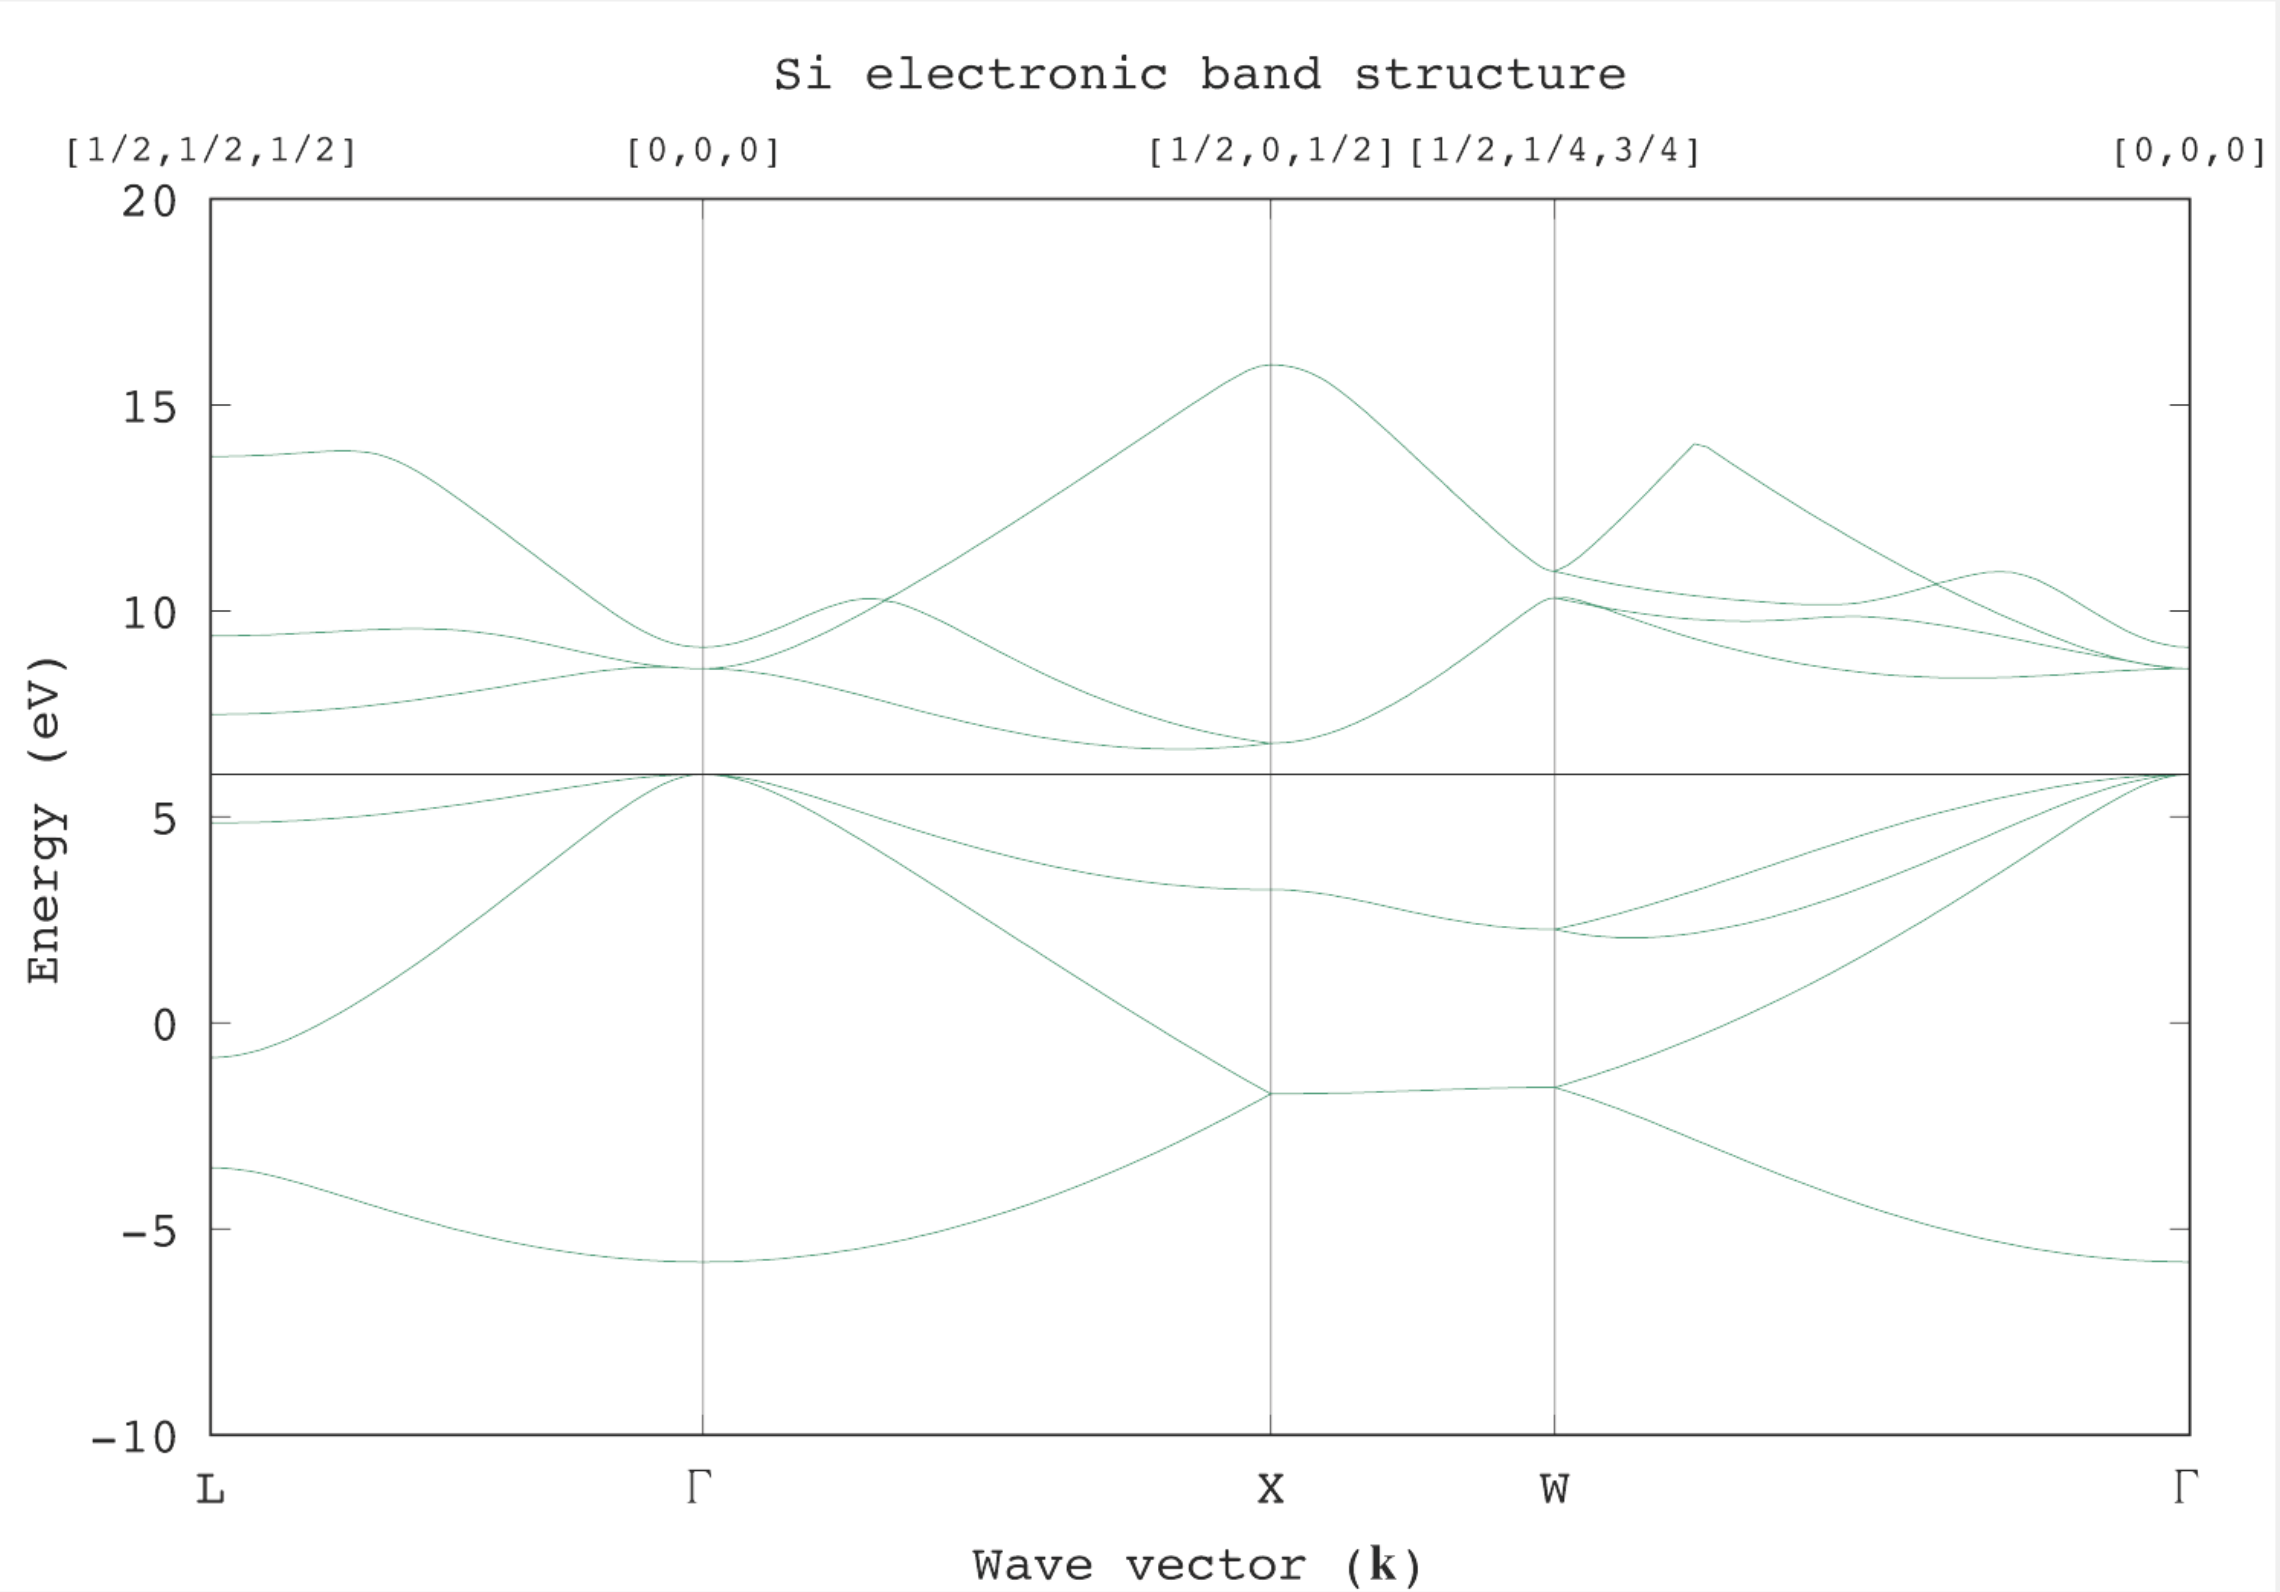 Si electronic band structure
[1/2,1/2,1/2] [0,0,0] [1/2,0,1/2] [1/2,1/4,3/4] [0,0,0]
20
15
10
5
0
-5
-10
Energy (eV)
L Γ X W Γ
Wave vector (k)